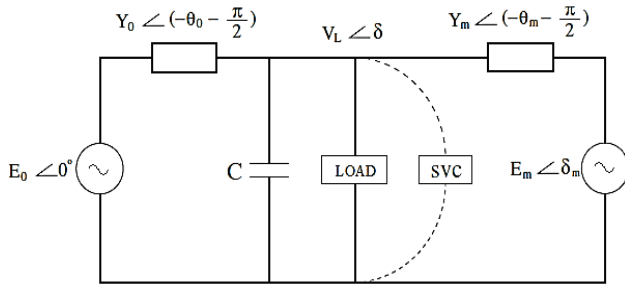 Y₀ ∠(-θ₀ - π/2)
V_L ∠δ
Y_m ∠(-θ_m - π/2)
E₀ ∠0°
C
LOAD
SVC
E_m ∠δ_m